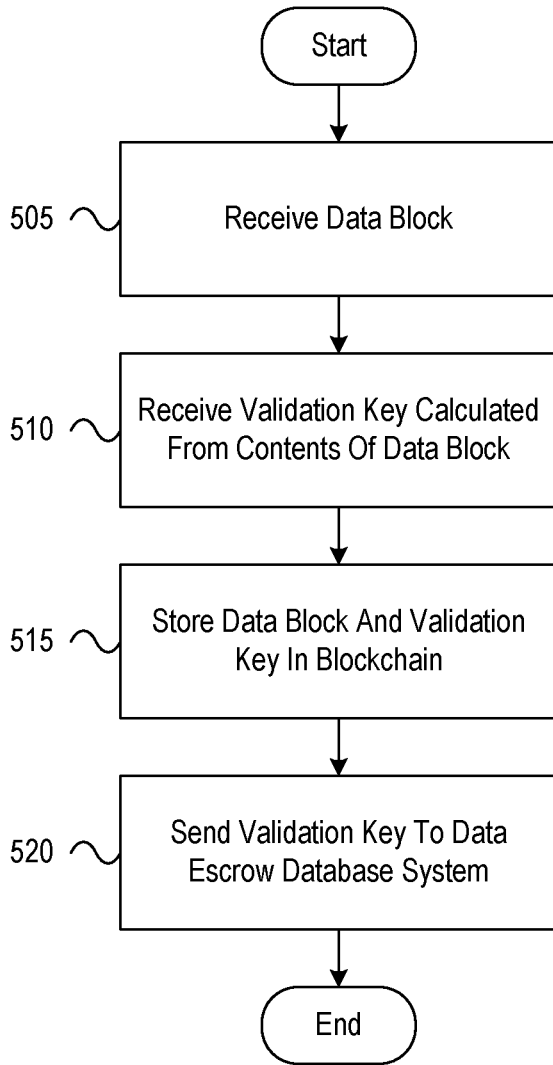 Start
505
Receive Data Block
510
Receive Validation Key Calculated
From Contents Of Data Block
515
Store Data Block And Validation
Key In Blockchain
520
Send Validation Key To Data
Escrow Database System
End